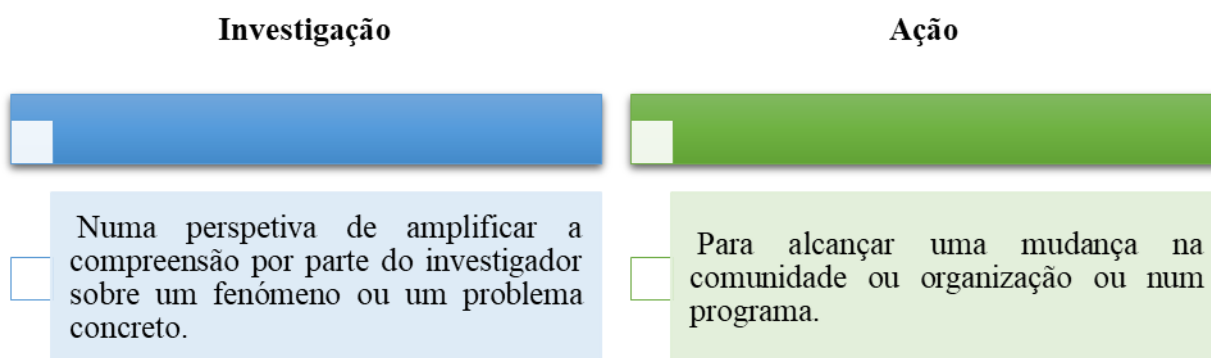 Investigação
Ação
Numa perspetiva de amplificar a
compreensão por parte do investigador
sobre um fenómeno ou um problema
concreto.
Para alcançar uma mudança na
comunidade ou organização ou num
programa.